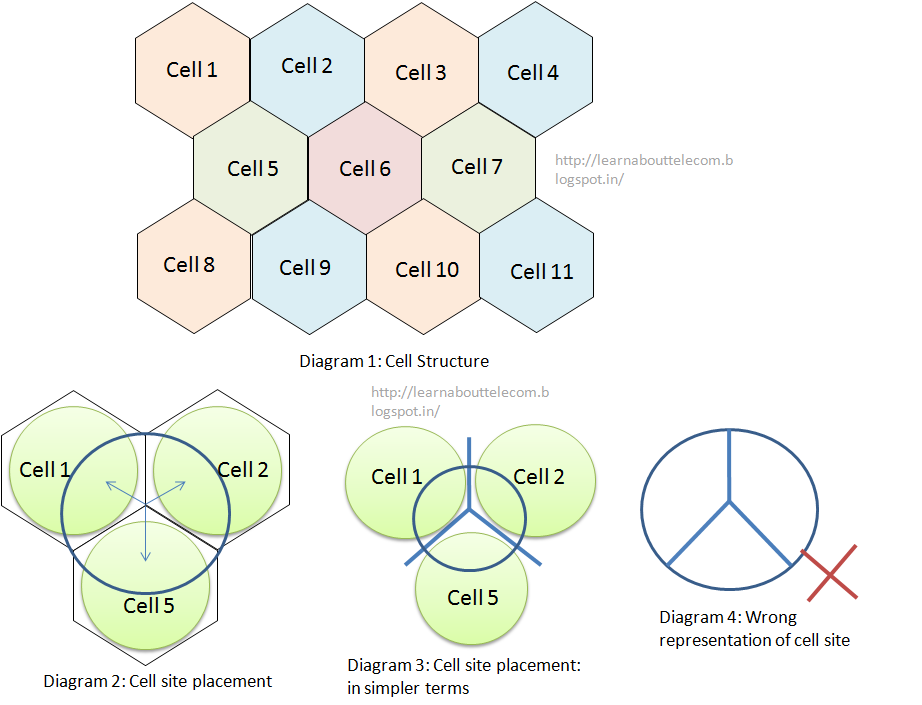 Cell 1
Cell 2
Cell 3
Cell 4
Cell 5
Cell 6
Cell 7
http://learnabouttelecom.b
logspot.in/
Cell 8
Cell 9
Cell 10
Cell 11
Diagram 1: Cell Structure
http://learnabouttelecom.b
logspot.in/
Cell 1
Cell 2
Cell 5
Diagram 2: Cell site placement
Cell 1
Cell 2
Cell 5
Diagram 3: Cell site placement:
in simpler terms
Diagram 4: Wrong
representation of cell site